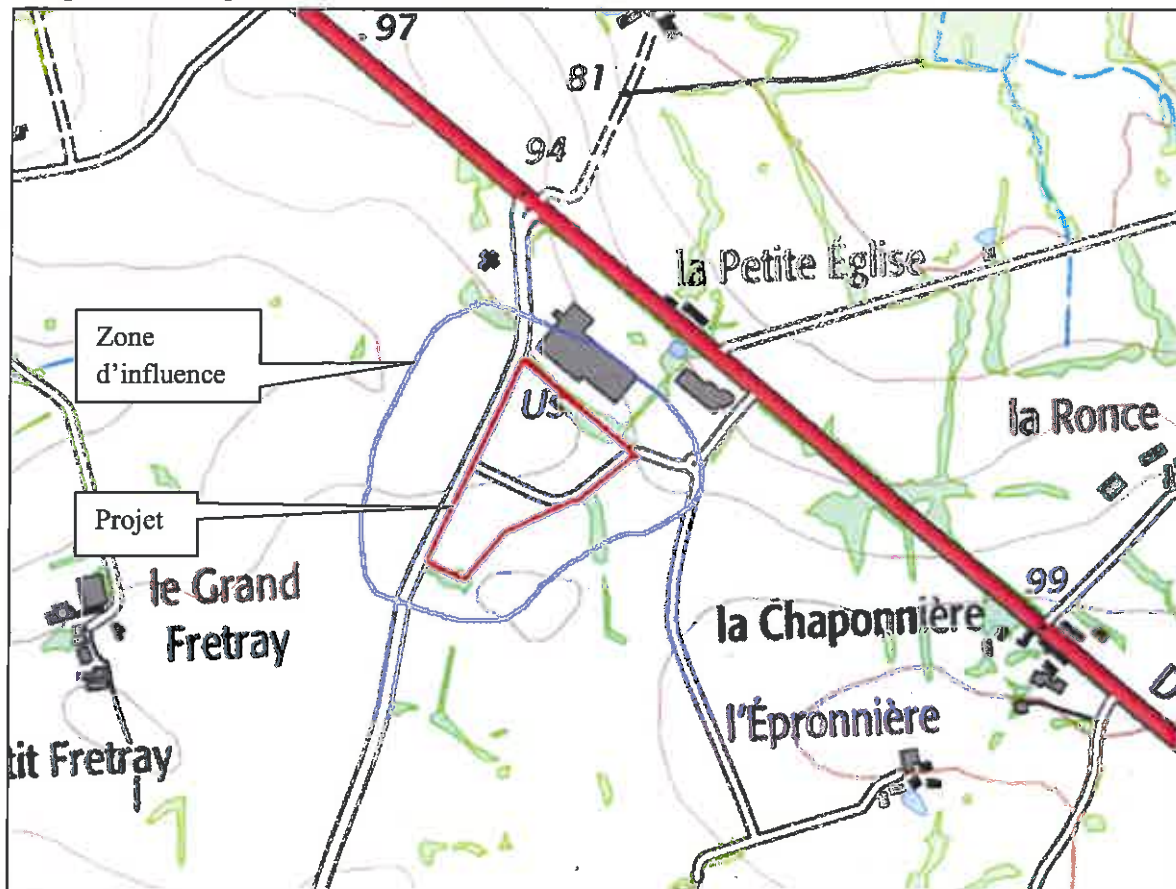 97
81
94
la Petite Église
Zone
d'influence
la Ronce
Projet
99
le Grand
Fretray
la Chaponnière
l'Épronnière
tit Fretray